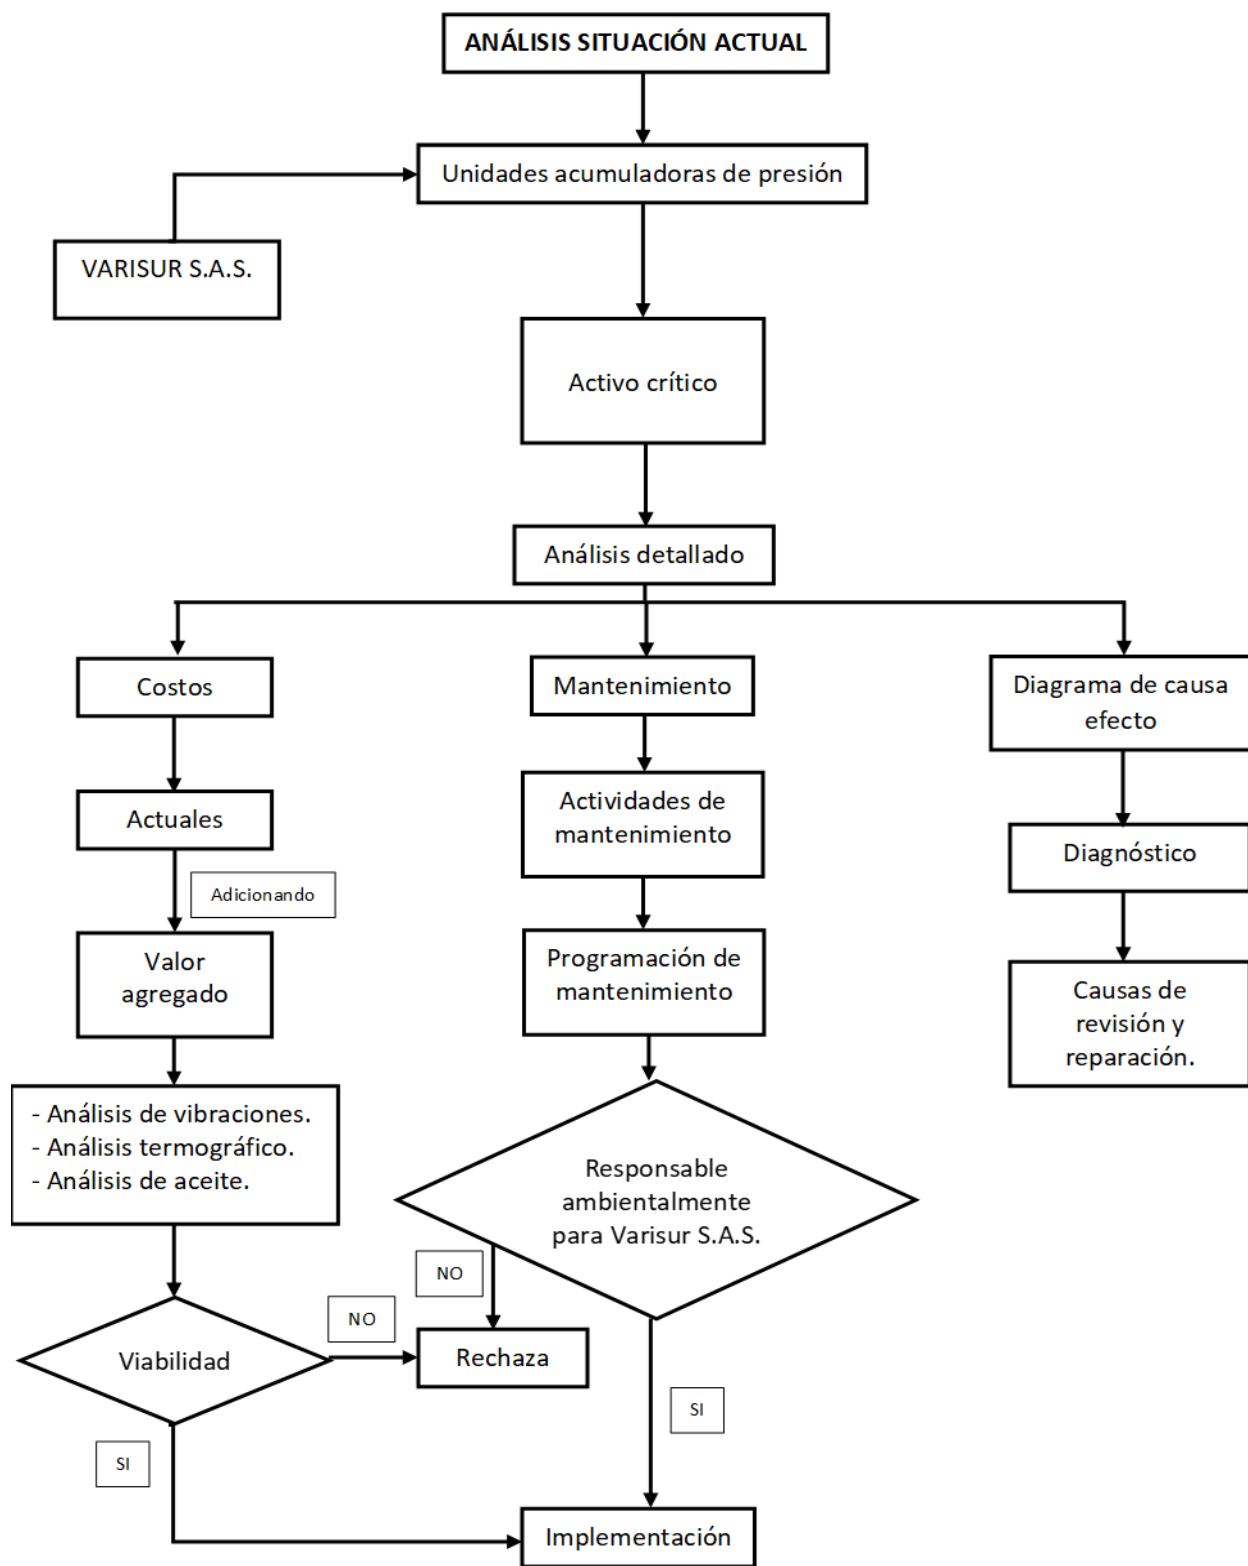 ANÁLISIS SITUACIÓN ACTUAL
Unidades acumuladoras de presión
VARISUR S.A.S.
Activo crítico
Análisis detallado
Costos
Mantenimiento
Diagrama de causa
efecto
Actuales
Actividades de
mantenimiento
Diagnóstico
Adicionando
Valor
agregado
Programación de
mantenimiento
Causas de
revisión y
reparación.
- Análisis de vibraciones.
- Análisis termográfico.
- Análisis de aceite.
Responsable
ambientalmente
para Varisur S.A.S.
NO
NO
Viabilidad
Rechaza
SI
SI
Implementación